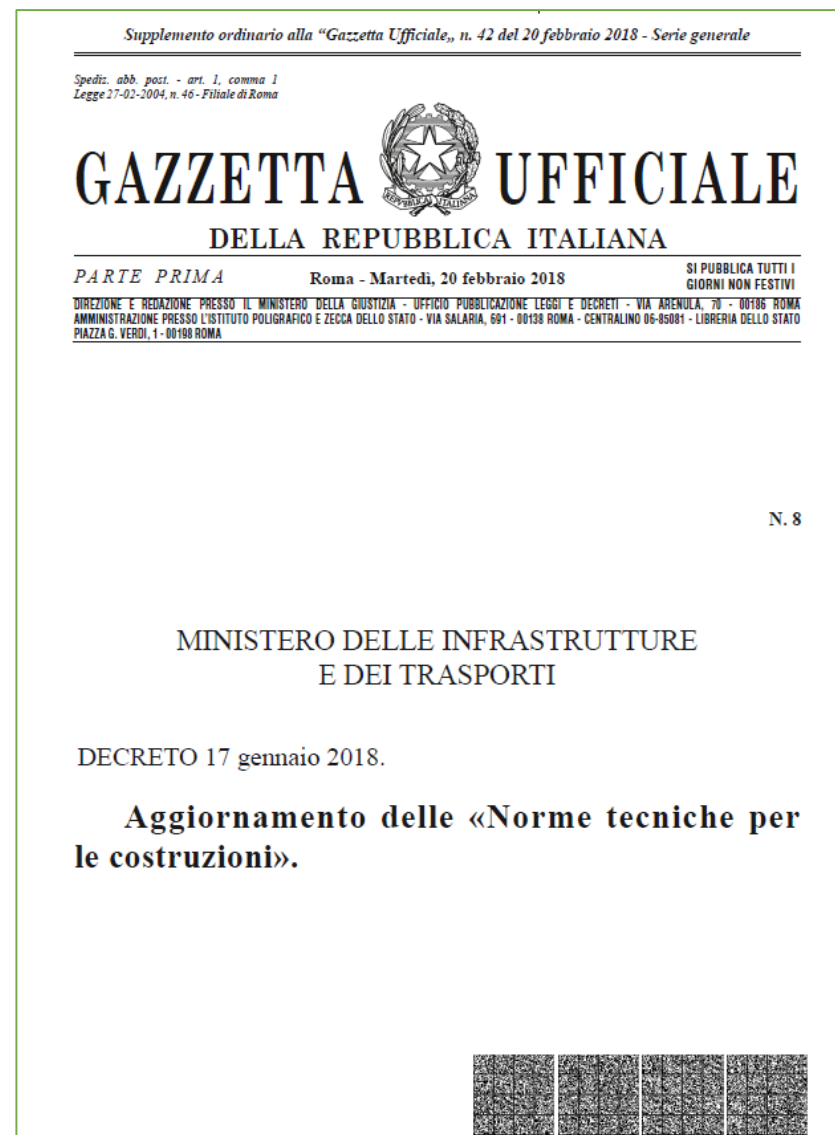 Supplemento ordinario alla “Gazzetta Ufficiale„ n. 42 del 20 febbraio 2018 - Serie generale
Spediz. abb. post. - art. 1, comma 1
Legge 27-02-2004, n. 46 - Filiale di Roma
GAZZETTA UFFICIALE
REPVBBLICA ITALIANA
DELLA REPUBBLICA ITALIANA
PARTE PRIMA
Roma - Martedì, 20 febbraio 2018
SI PUBBLICA TUTTI I
GIORNI NON FESTIVI
DIREZIONE E REDAZIONE PRESSO IL MINISTERO DELLA GIUSTIZIA - UFFICIO PUBBLICAZIONE LEGGI E DECRETI - VIA ARENULA, 70 - 00186 ROMA
AMMINISTRAZIONE PRESSO L'ISTITUTO POLIGRAFICO E ZECCA DELLO STATO - VIA SALARIA, 691 - 00138 ROMA - CENTRALINO 06-85081 - LIBRERIA DELLO STATO
PIAZZA G. VERDI, 1 - 00198 ROMA
N. 8
MINISTERO DELLE INFRASTRUTTURE
E DEI TRASPORTI
DECRETO 17 gennaio 2018.
Aggiornamento delle «Norme tecniche per
le costruzioni».